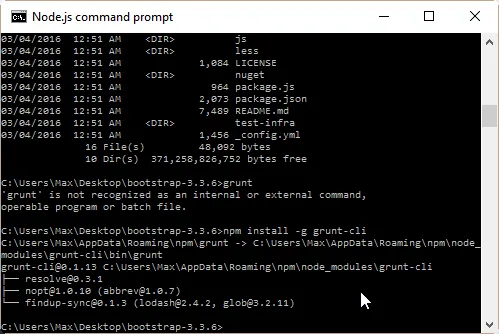 Node.js command prompt
03/04/2016  12:51 AM    <DIR>          js
03/04/2016  12:51 AM    <DIR>          less
03/04/2016  12:51 AM             1,084 LICENSE
03/04/2016  12:51 AM    <DIR>          nuget
03/04/2016  12:51 AM               964 package.js
03/04/2016  12:51 AM             2,073 package.json
03/04/2016  12:51 AM             7,489 README.md
03/04/2016  12:51 AM    <DIR>          test-infra
03/04/2016  12:51 AM             1,456 _config.yml
              16 File(s)         48,092 bytes
              10 Dir(s)  371,258,826,752 bytes free
C:\Users\Max\Desktop\bootstrap-3.3.6>grunt
'grunt' is not recognized as an internal or external command,
operable program or batch file.
C:\Users\Max\Desktop\bootstrap-3.3.6>npm install -g grunt-cli
C:\Users\Max\AppData\Roaming\npm\grunt -> C:\Users\Max\AppData\Roaming\npm\node_
modules\grunt-cli\bin\grunt
grunt-cli@0.1.13 C:\Users\Max\AppData\Roaming\npm\node_modules\grunt-cli
├── resolve@0.3.1
├── nopt@1.0.10 (abbrev@1.0.7)
└── findup-sync@0.1.3 (lodash@2.4.2, glob@3.2.11)
C:\Users\Max\Desktop\bootstrap-3.3.6>